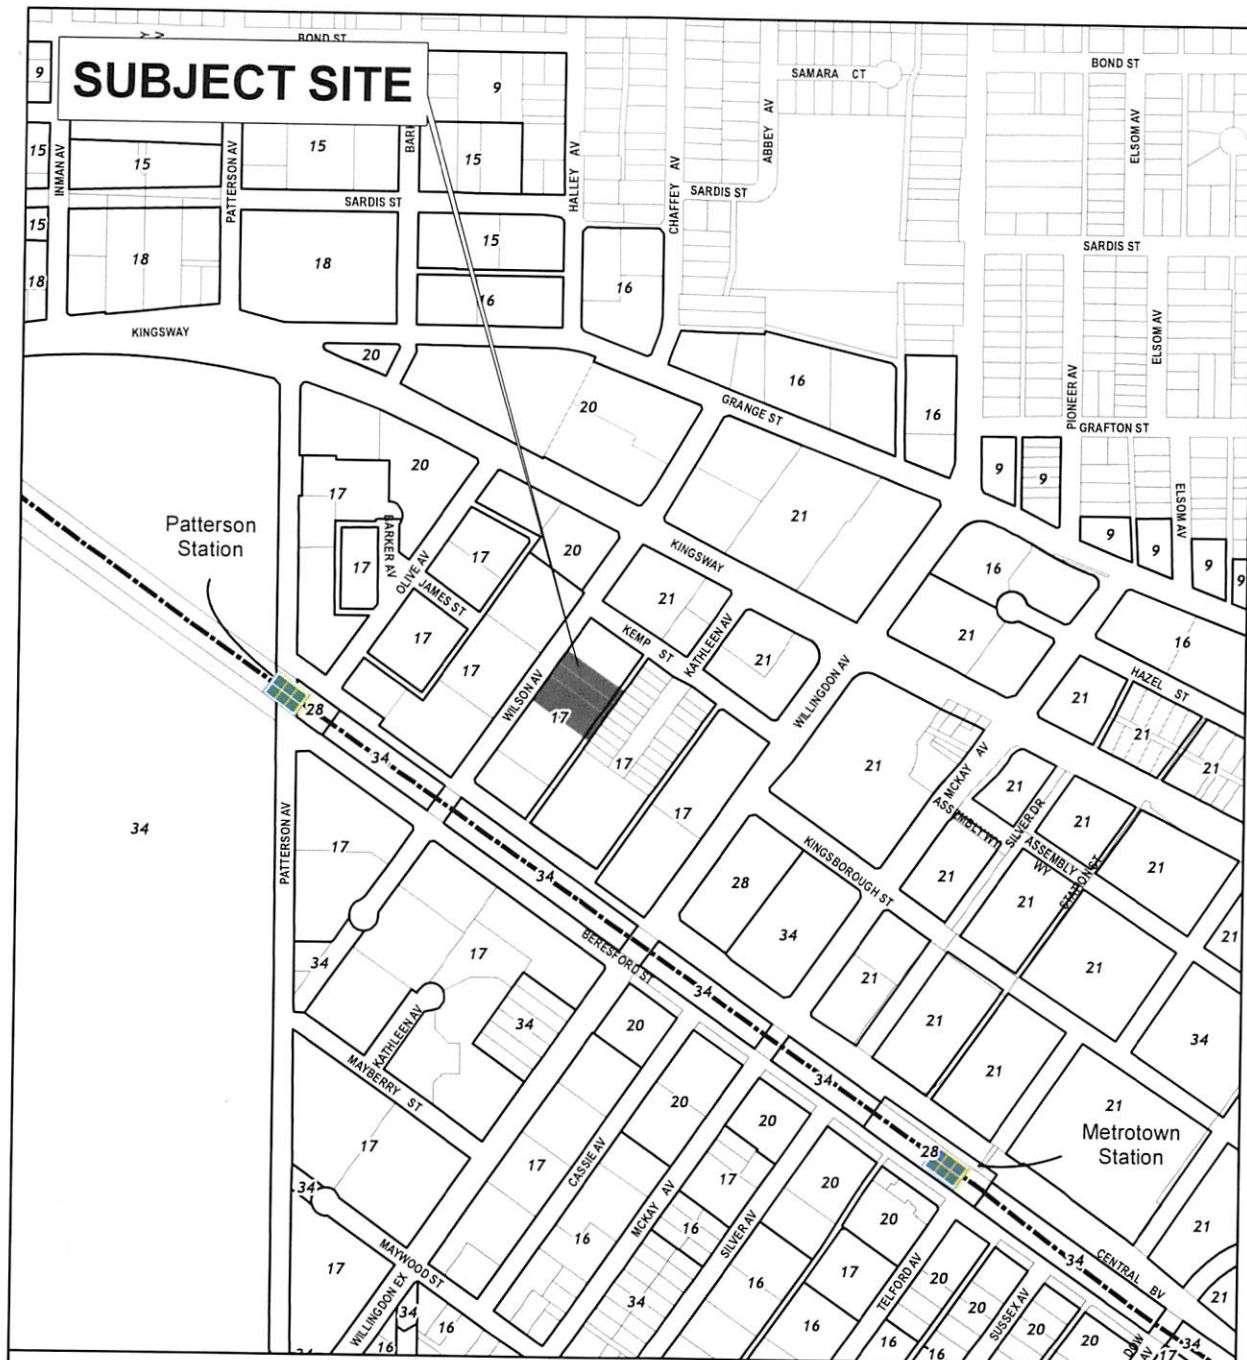 BOND ST
SUBJECT SITE
9
9
SAMARA CT
BOND ST
ABBEY AV
ELSOM AV
15
15
15
15
INMAN AV
PATTERSON AV
HALLEY AV
CHAFFEY AV
SARDIS ST
SARDIS ST
15
18
18
18
15
16
16
SARDIS ST
ELSOM AV
KINGSWAY
20
20
GRANGE ST
16
16
PIONEER AV
GRAFTON ST
20
17
BARKER AV
21
9
9
ELSOM AV
9
9
9
9
Patterson
Station
17
OLIVE AV
JAMES ST
17
20
KINGSWAY
16
21
17
17
21
KEMP ST
KATHLEEN AV
21
WILLINGDON AV
21
16
HAZEL ST
WILSON AV
17
17
28
34
21
21
21
21
MCKAY AV
ASSEMBLY WY
SILVER DR
21
21
ASSEMBLY WY
STATION ST
34
PATTERSON AV
17
17
KINGSBOROUGH ST
21
21
21
34
28
34
21
21
21
BERESFORD ST
17
34
34
34
20
21
21
34
KATHLEEN AV
MAYBERRY ST
34
21
20
20
28
Metrotown
Station
17
17
CASSIE AV
MCKAY AV
17
SILVER AV
20
20
34
16
16
21
34
CENTRAL BV
MAYWOOD ST
17
WILLINGDON EX
34
16
16
34
16
17
TELFORD AV
20
20
SUSSEX AV
21
34
16
16
16
20
20
DOW AV
17
34